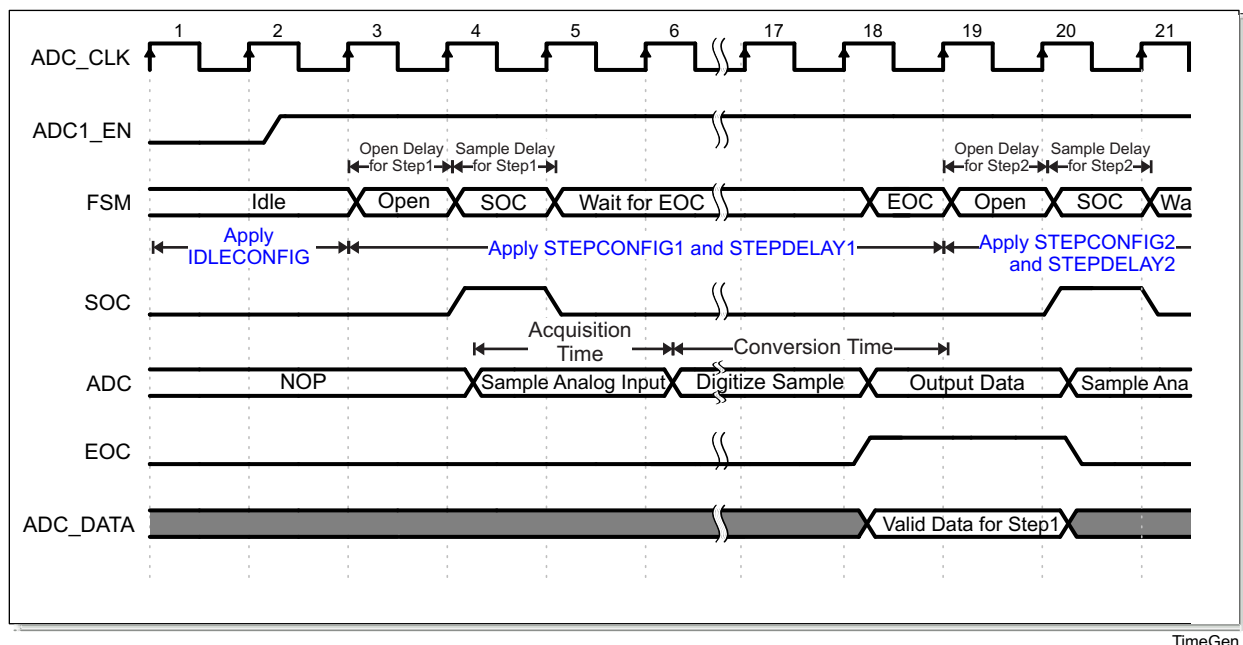 1 2 3 4 5 6 17 18 19 20 21
ADC_CLK
ADC1_EN
Open Delay for Step1
Sample Delay for Step1
Open Delay for Step2
Sample Delay for Step2
FSM Idle Open SOC Wait for EOC EOC Open SOC Wa
Apply
IDLECONFIG
Apply STEPCONFIG1 and STEPDELAY1
Apply STEPCONFIG2
and STEPDELAY2
SOC
Acquisition
Time
Conversion Time
ADC NOP Sample Analog Input Digitize Sample Output Data Sample Ana
EOC
ADC_DATA Valid Data for Step1
TimeGen